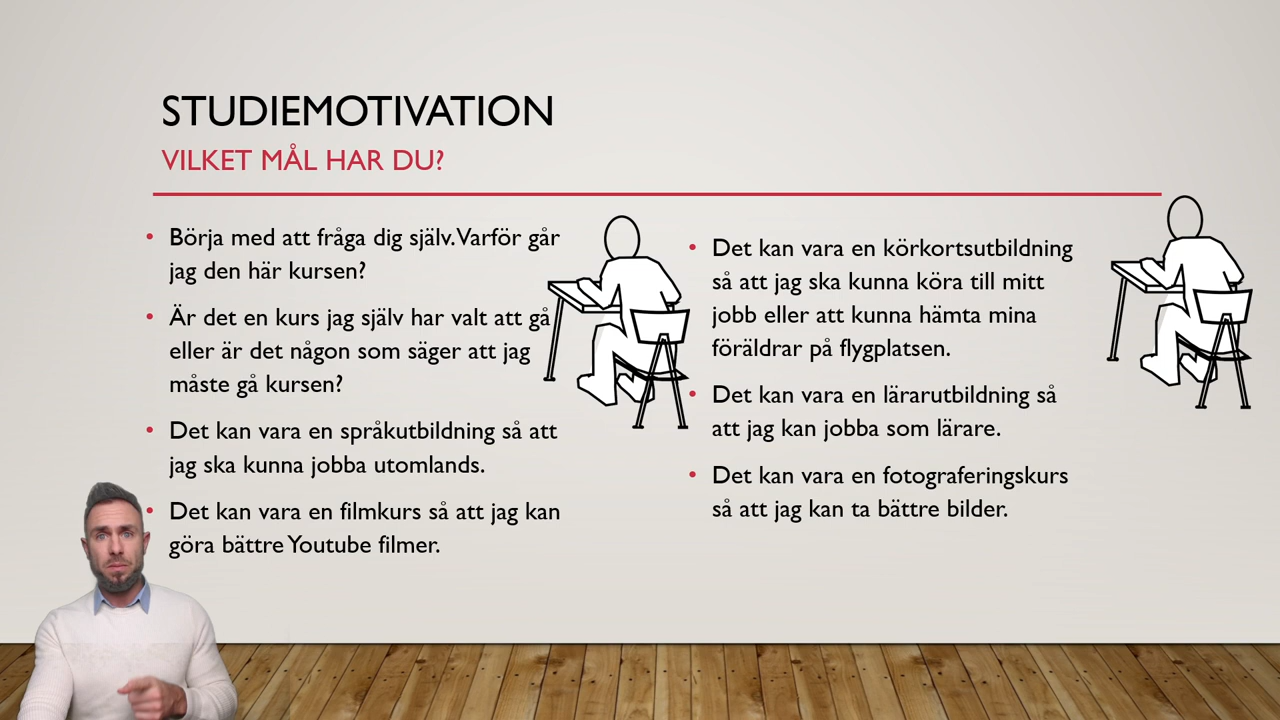 STUDIEMOTIVATION
VILKET MÅL HAR DU?
• Börja med att fråga dig själv. Varför går
jag den här kursen?
• Är det en kurs jag själv har valt att gå
eller är det någon som säger att jag
måste gå kursen?
• Det kan vara en språkutbildning så att
jag ska kunna jobba utomlands.
• Det kan vara en filmkurs så att jag kan
göra bättre Youtube filmer.
• Det kan vara en körkortsutbildning
så att jag ska kunna köra till mitt
jobb eller att kunna hämta mina
föräldrar på flygplatsen.
• Det kan vara en lärarutbildning så
att jag kan jobba som lärare.
• Det kan vara en fotograferingskurs
så att jag kan ta bättre bilder.